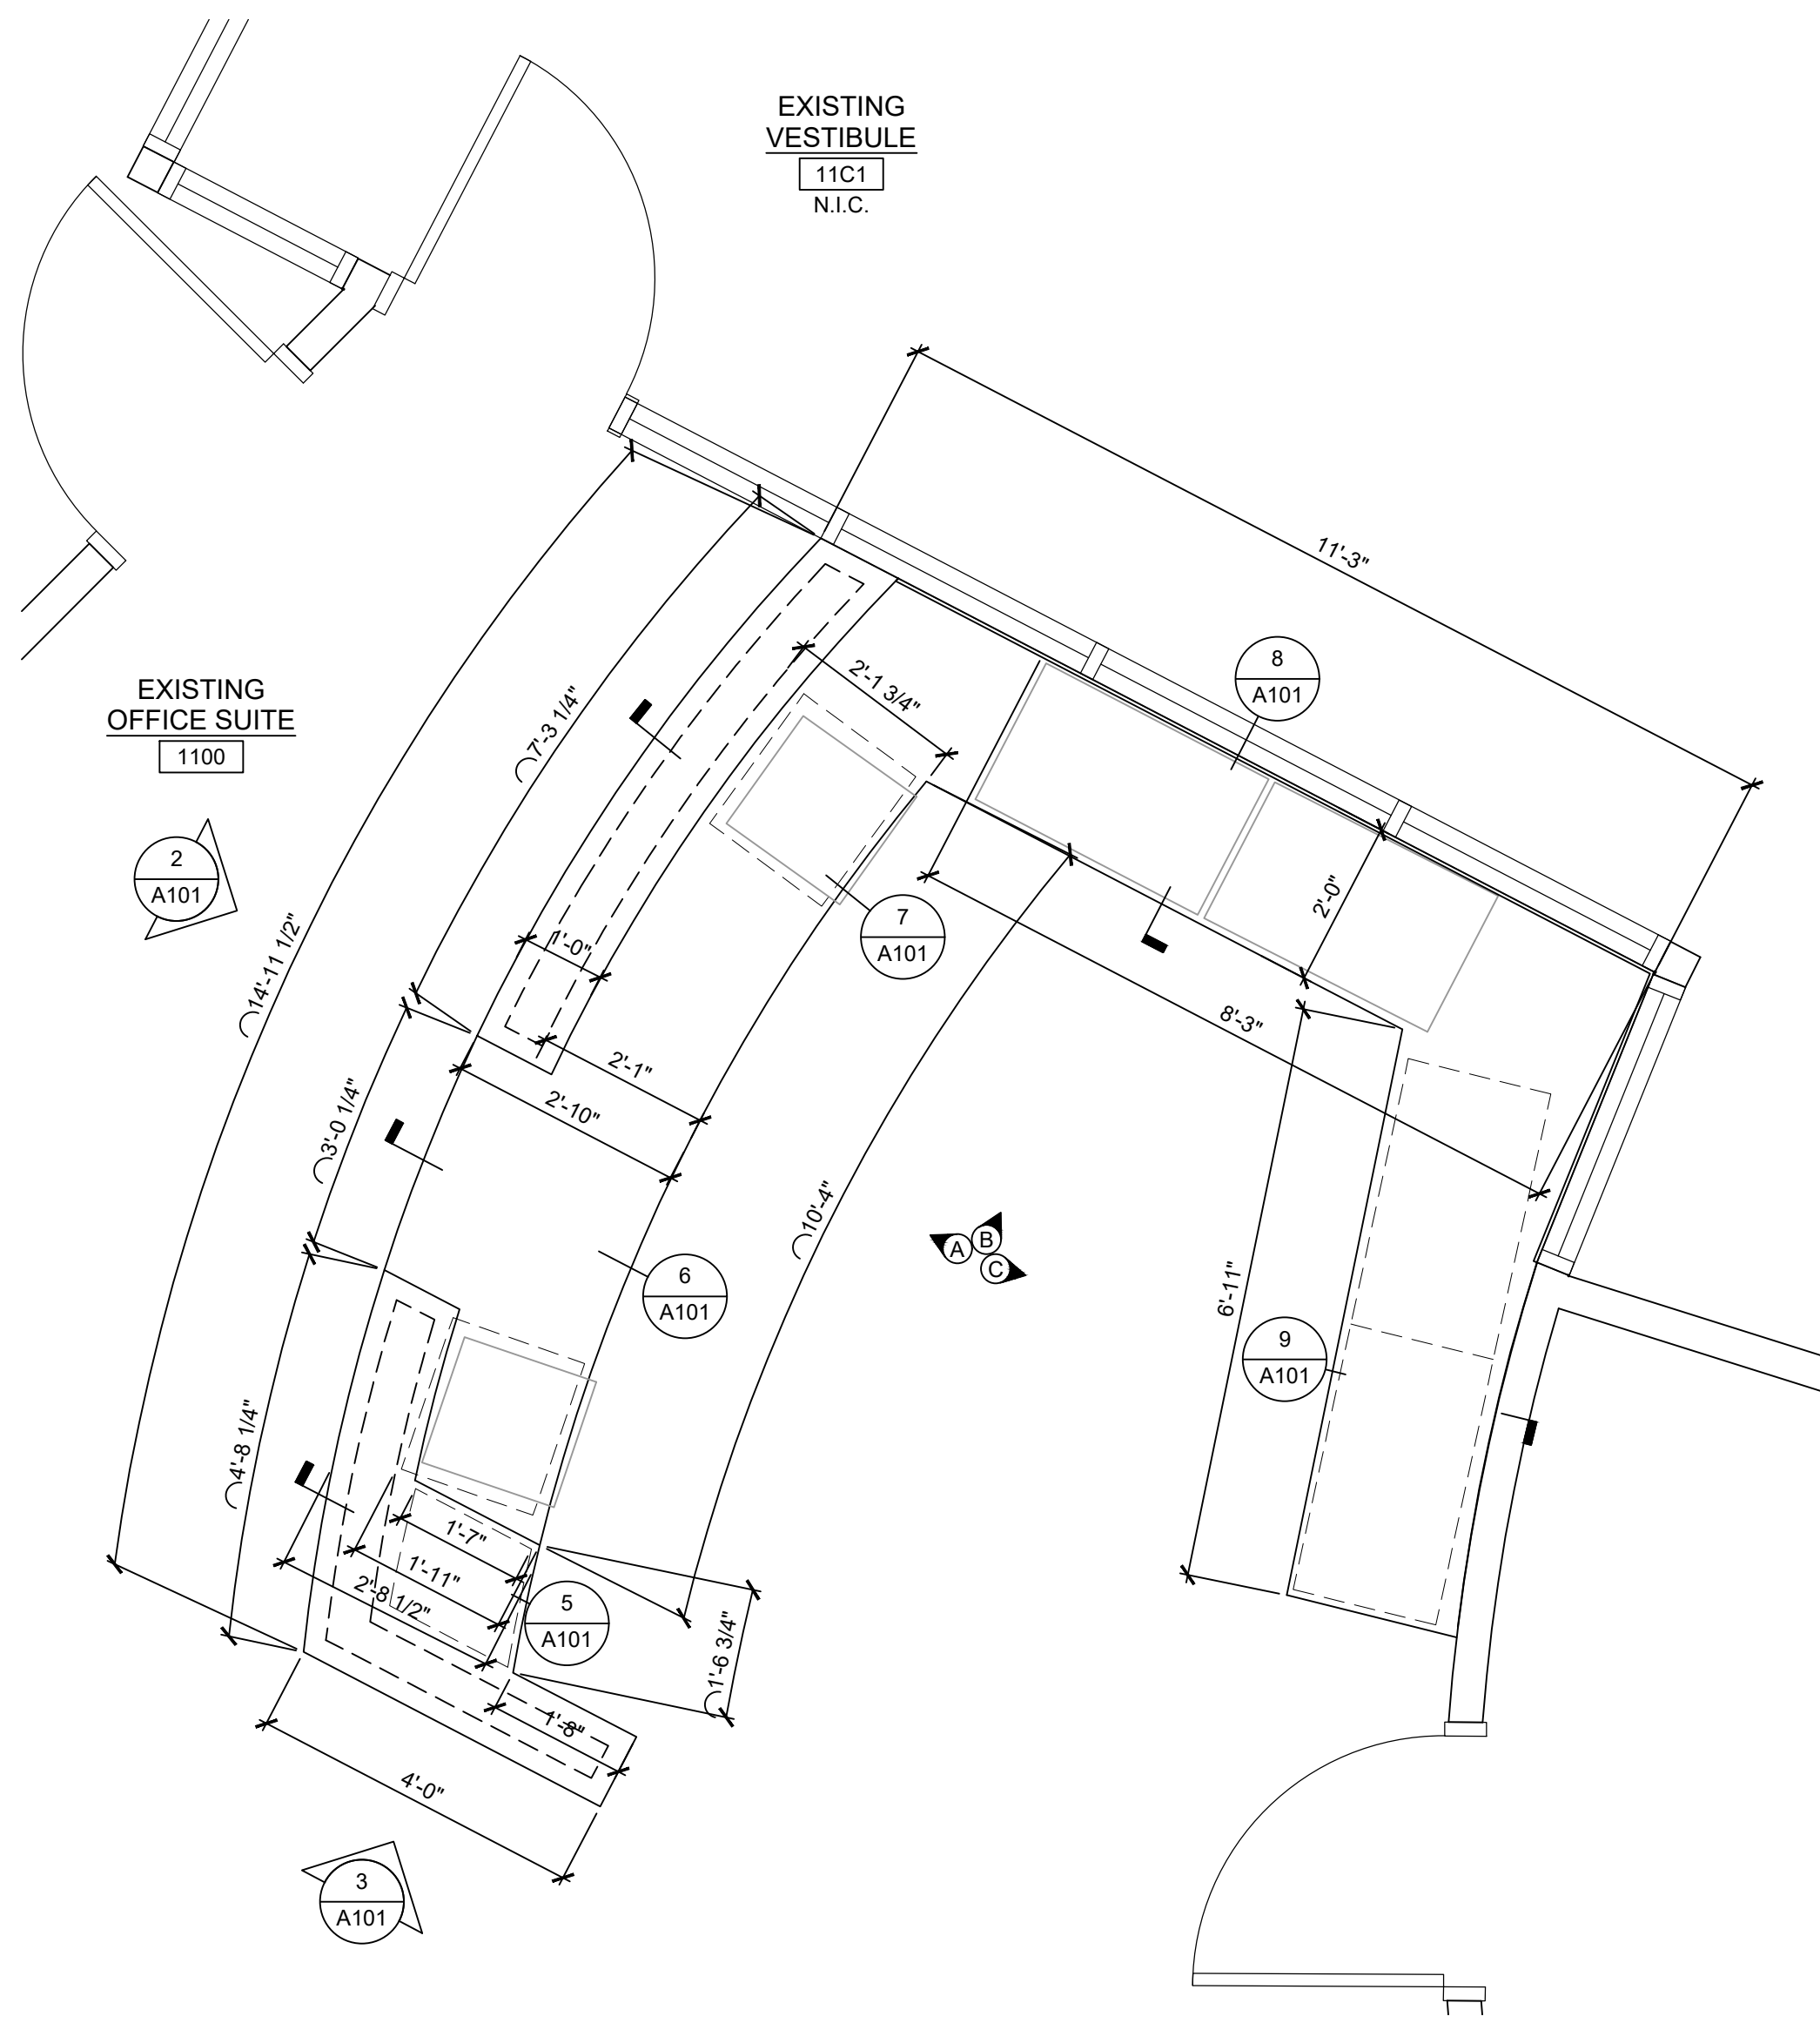 EXISTING
VESTIBULE
11C1
N.I.C.
11'-3"
8
A101
2'-1 3/4"
EXISTING
OFFICE SUITE
1100
7'-3 1/4"
2
A101
2'-0"
7
A101
1'-0"
14'-11 1/2"
8'-3"
2'-1"
2'-10"
3'-0 1/4"
10'-4"
A
B
C
6
A101
6'-11"
9
A101
4'-8 1/4"
1'-7"
1'-11"
2'-8 1/2"
5
A101
1'-6 3/4"
1'-8"
4'-0"
3
A101